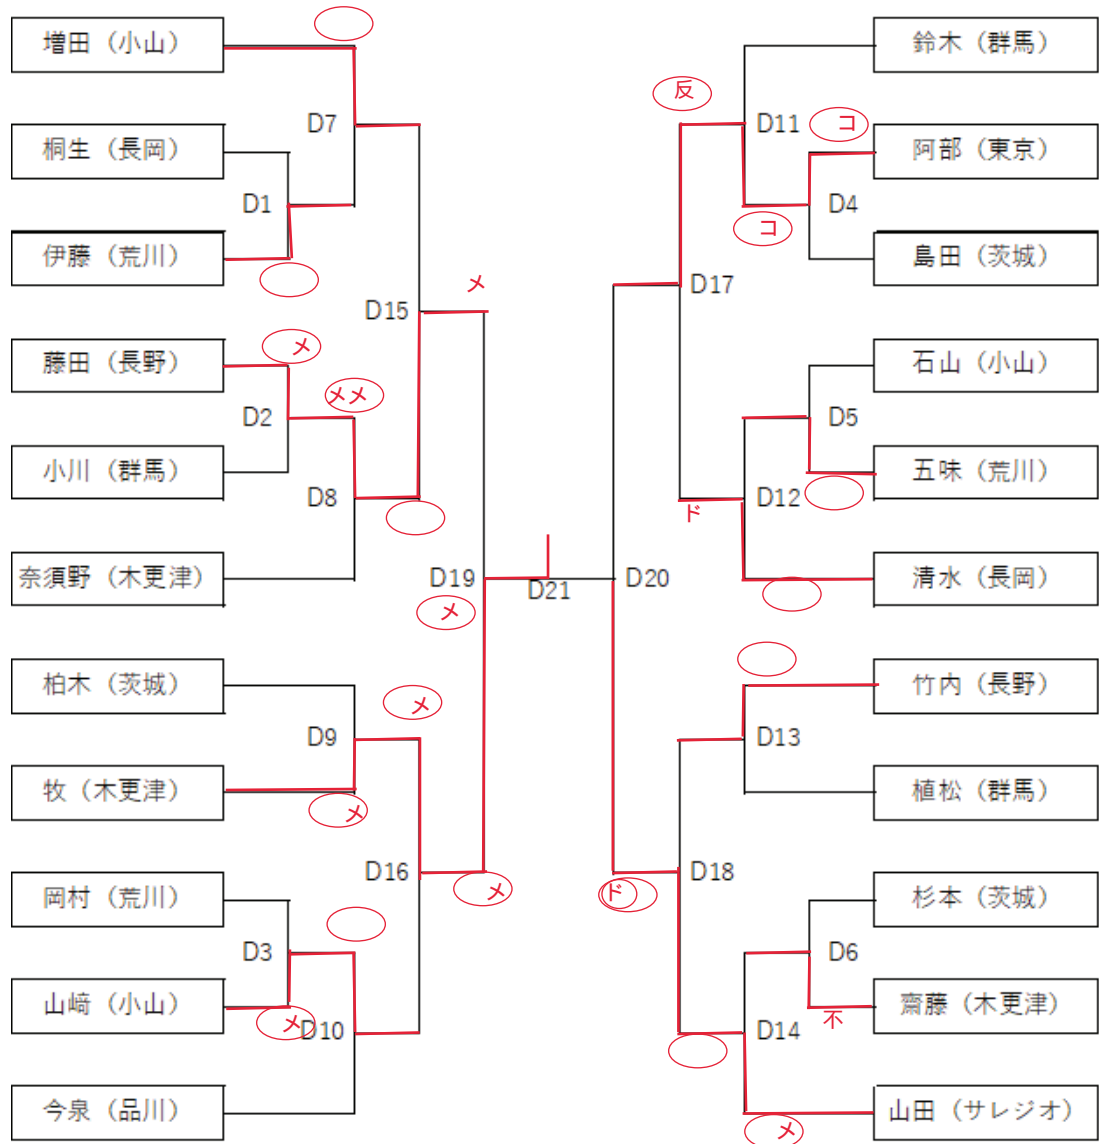 増田（小山）
桐生（長岡）
伊藤（荒川）
藤田（長野）
小川（群馬）
奈須野（木更津）
柏木（茨城）
牧（木更津）
岡村（荒川）
山﨑（小山）
今泉（品川）
D7
D1
D15
メ
メ
D2
メメ
D8
D19
D21
メ
メ
D9
メ
D16
メ
D3
メ
D10
反
D11
コ
コ
D4
D17
D5
D12
ド
D20
D13
D18
ド
D6
不
D14
メ
鈴木（群馬）
阿部（東京）
島田（茨城）
石山（小山）
五味（荒川）
清水（長岡）
竹内（長野）
植松（群馬）
杉本（茨城）
齋藤（木更津）
山田（サレジオ）